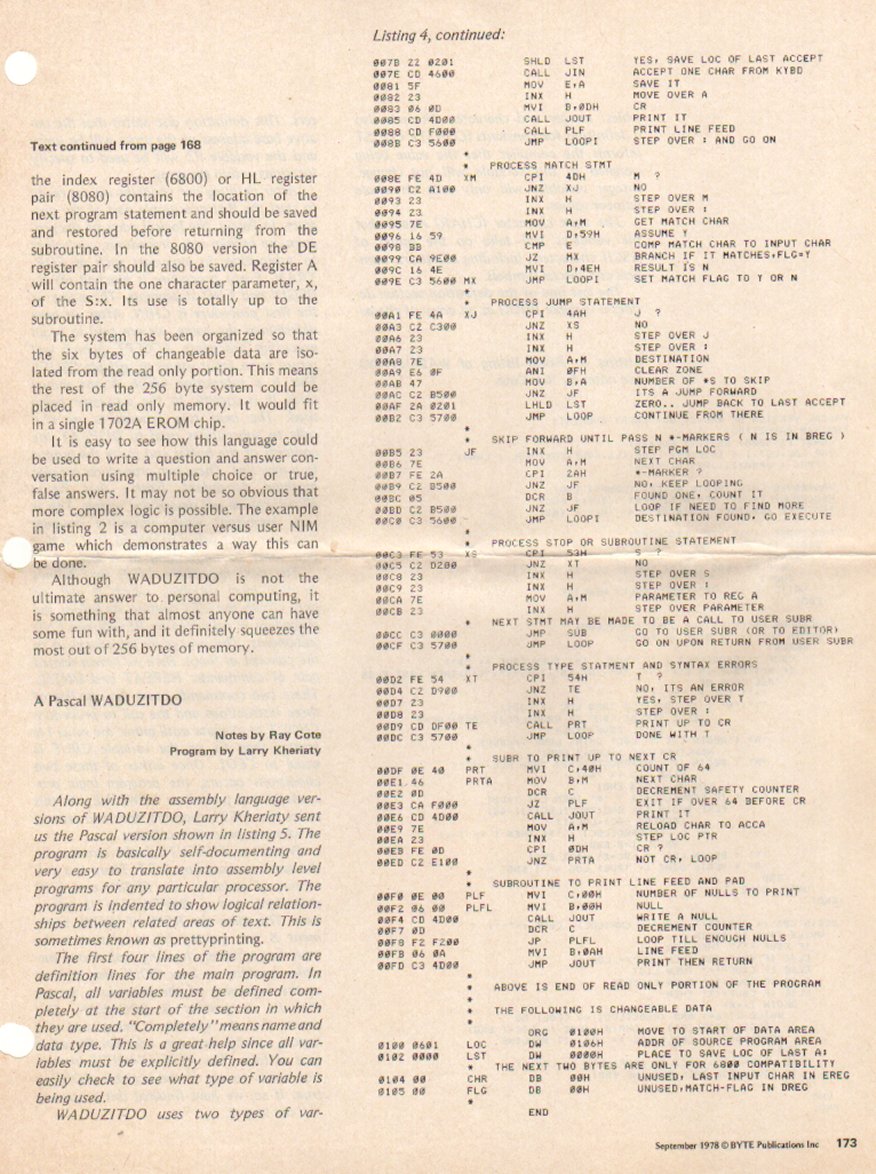 Text continued from page 168
the index register (6800) or HL register
pair (8080) contains the location of the
next program statement and should be saved
and restored before returning from the
subroutine. In the 8080 version the DE
register pair should also be saved. Register A
will contain the one character parameter, x,
of the S:x. Its use is totally up to the
subroutine.
The system has been organized so that
the six bytes of changeable data are iso-
lated from the read only portion. This means
the rest of the 256 byte system could be
placed in read only memory. It would fit
in a single 1702A EROM chip.
It is easy to see how this language could
be used to write a question and answer con-
versation using multiple choice or true,
false answers. It may not be so obvious that
more complex logic is possible. The example
in listing 2 is a computer versus user NIM
game which demonstrates a way this can
be done.
Although WADUZITDO is not the
ultimate answer to personal computing, it
is something that almost anyone can have
some fun with, and it definitely squeezes the
most out of 256 bytes of memory.
A Pascal WADUZITDO
Notes by Ray Cote
Program by Larry Kheriaty
Along with the assembly language ver-
sions of WADUZITDO, Larry Kheriaty sent
us the Pascal version shown in listing 5. The
program is basically self-documenting and
very easy to translate into assembly level
programs for any particular processor. The
program is indented to show logical relation-
ships between related areas of text. This is
sometimes known as prettyprinting.
The first four lines of the program are
definition lines for the main program. In
Pascal, all variables must be defined com-
pletely at the start of the section in which
they are used. "Completely" means name and
data type. This is a great help since all var-
iables must be explicitly defined. You can
easily check to see what type of variable is
being used.
WADUZITDO uses two types of var-
Listing 4, continued:
007B 22 0201 SHLD LST YES, SAVE LOC OF LAST ACCEPT
007E CD 4600 CALL JIN ACCEPT ONE CHAR FROM KYBD
0081 5F MOV E,A SAVE IT
0082 23 INX H MOVE OVER A
0083 06 0D MVI B,0DH CR
0085 CD 4D00 CALL JOUT PRINT IT
0088 CD F000 CALL PLF PRINT LINE FEED
008B C3 5600 JMP LOOPI STEP OVER : AND GO ON
*
* PROCESS MATCH STMT
008E FE 4D XM CPI 4DH M ?
0090 C2 A100 JNZ XJ NO
0093 23 INX H STEP OVER M
0094 23 INX H STEP OVER :
0095 7E MOV A,M GET MATCH CHAR
0096 16 59 MVI D,59H ASSUME Y
0098 BB CMP E COMP MATCH CHAR TO INPUT CHAR
0099 CA 9E00 JZ MX BRANCH IF IT MATCHES,FLG=Y
009C 16 4E MVI D,4EH RESULT IS N
009E C3 5600 MX JMP LOOPI SET MATCH FLAG TO Y OR N
*
* PROCESS JUMP STATEMENT
00A1 FE 4A XJ CPI 4AH J ?
00A3 C2 C300 JNZ XS NO
00A6 23 INX H STEP OVER J
00A7 23 INX H STEP OVER :
00A8 7E MOV A,M DESTINATION
00A9 E6 0F ANI 0FH CLEAR ZONE
00AB 47 MOV B,A NUMBER OF *S TO SKIP
00AC C2 B500 JNZ JF ITS A JUMP FORWARD
00AF 2A 0201 LHLD LST ZERO.. JUMP BACK TO LAST ACCEPT
00B2 C3 5700 JMP LOOP CONTINUE FROM THERE
*
* SKIP FORWARD UNTIL PASS N *-MARKERS ( N IS IN BREG )
00B5 23 JF INX H STEP PGM LOC
00B6 7E MOV A,M NEXT CHAR
00B7 FE 2A CPI 2AH *-MARKER ?
00B9 C2 B500 JNZ JF NO, KEEP LOOPING
00BC 05 DCR B FOUND ONE, COUNT IT
00BD C2 B500 JNZ JF LOOP IF NEED TO FIND MORE
00C0 C3 5600 JMP LOOPI DESTINATION FOUND, GO EXECUTE
*
* PROCESS STOP OR SUBROUTINE STATEMENT
00C3 FE 53 XS CPI 53H S ?
00C5 C2 D200 JNZ XT NO
00C8 23 INX H STEP OVER S
00C9 23 INX H STEP OVER :
00CA 7E MOV A,M PARAMETER TO REG A
00CB 23 INX H STEP OVER PARAMETER
* NEXT STMT MAY BE MADE TO BE A CALL TO USER SUBR
00CC C3 0000 JMP SUB GO TO USER SUBR (OR TO EDITOR)
00CF C3 5700 JMP LOOP GO ON UPON RETURN FROM USER SUBR
*
* PROCESS TYPE STATMENT AND SYNTAX ERRORS
00D2 FE 54 XT CPI 54H T ?
00D4 C2 D900 JNZ TE NO, ITS AN ERROR
00D7 23 INX H YES, STEP OVER T
00D8 23 INX H STEP OVER :
00D9 CD DF00 TE CALL PRT PRINT UP TO CR
00DC C3 5700 JMP LOOP DONE WITH T
*
* SUBR TO PRINT UP TO NEXT CR
00DF 0E 40 PRT MVI C,40H COUNT OF 64
00E1 46 PRTA MOV B,M NEXT CHAR
00E2 0D DCR C DECREMENT SAFETY COUNTER
00E3 CA F000 JZ PLF EXIT IF OVER 64 BEFORE CR
00E6 CD 4D00 CALL JOUT PRINT IT
00E9 7E MOV A,M RELOAD CHAR TO ACCA
00EA 23 INX H STEP LOC PTR
00EB FE 0D CPI 0DH CR ?
00ED C2 E100 JNZ PRTA NOT CR, LOOP
*
* SUBROUTINE TO PRINT LINE FEED AND PAD
00F0 0E 00 PLF MVI C,00H NUMBER OF NULLS TO PRINT
00F2 06 00 PLFL MVI B,00H NULL
00F4 CD 4D00 CALL JOUT WRITE A NULL
00F7 0D DCR C DECREMENT COUNTER
00F8 F2 F200 JP PLFL LOOP TILL ENOUGH NULLS
00FB 06 0A MVI B,0AH LINE FEED
00FD C3 4D00 JMP JOUT PRINT THEN RETURN
*
* ABOVE IS END OF READ ONLY PORTION OF THE PROGRAM
*
* THE FOLLOWING IS CHANGEABLE DATA
*
ORG 0100H MOVE TO START OF DATA AREA
0100 0601 LOC DW 0106H ADDR OF SOURCE PROGRAM AREA
0102 0000 LST DW 0000H PLACE TO SAVE LOC OF LAST A:
* THE NEXT TWO BYTES ARE ONLY FOR 6800 COMPATIBILITY
0104 00 CHR DB 00H UNUSED, LAST INPUT CHAR IN EREG
0105 00 FLG DB 00H UNUSED,MATCH-FLAG IN DREG
*
END
September 1978 © BYTE Publications Inc 173